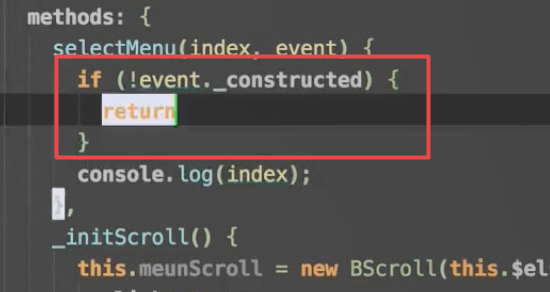 methods: {
selectMenu(index, event) {
if (!event._constructed) {
return
}
console.log(index);
},
_initScroll() {
this.meunScroll = new BScroll(this.$el